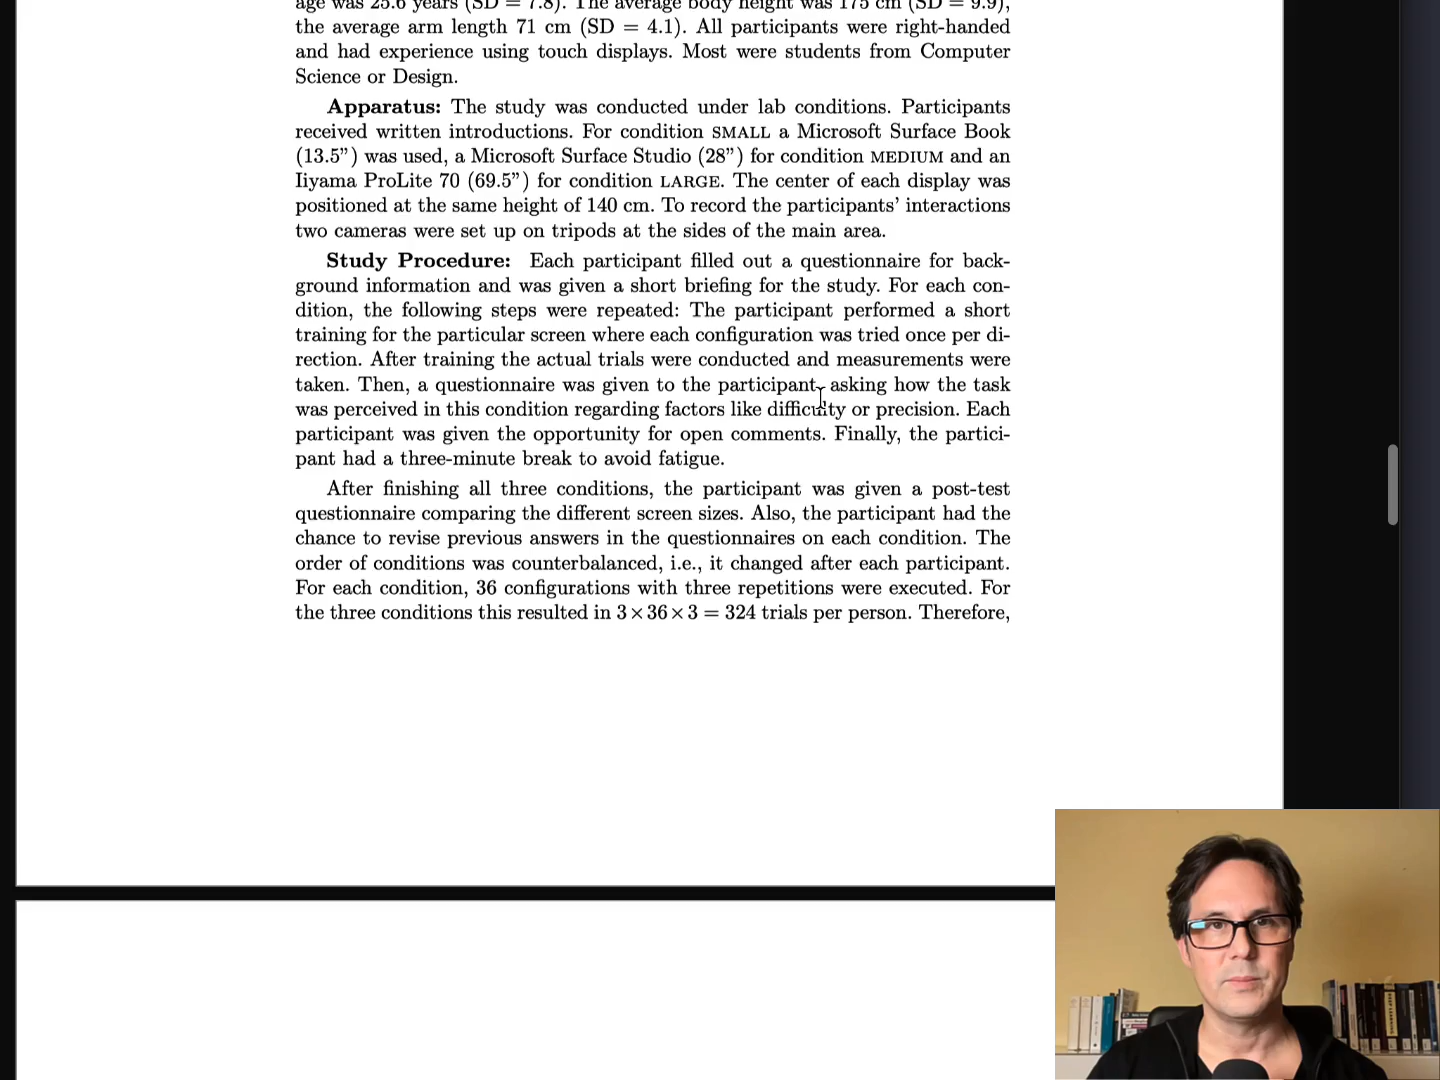 age was 25.6 years (SD = 7.8). The average body height was 175 cm (SD = 9.9),
the average arm length 71 cm (SD = 4.1). All participants were right-handed
and had experience using touch displays. Most were students from Computer
Science or Design.
Apparatus: The study was conducted under lab conditions. Participants
received written introductions. For condition SMALL a Microsoft Surface Book
(13.5”) was used, a Microsoft Surface Studio (28”) for condition MEDIUM and an
Iiyama ProLite 70 (69.5”) for condition LARGE. The center of each display was
positioned at the same height of 140 cm. To record the participants’ interactions
two cameras were set up on tripods at the sides of the main area.
Study Procedure: Each participant filled out a questionnaire for back-
ground information and was given a short briefing for the study. For each con-
dition, the following steps were repeated: The participant performed a short
training for the particular screen where each configuration was tried once per di-
rection. After training the actual trials were conducted and measurements were
taken. Then, a questionnaire was given to the participant, asking how the task
was perceived in this condition regarding factors like difficulty or precision. Each
participant was given the opportunity for open comments. Finally, the partici-
pant had a three-minute break to avoid fatigue.
After finishing all three conditions, the participant was given a post-test
questionnaire comparing the different screen sizes. Also, the participant had the
chance to revise previous answers in the questionnaires on each condition. The
order of conditions was counterbalanced, i.e., it changed after each participant.
For each condition, 36 configurations with three repetitions were executed. For
the three conditions this resulted in 3 × 36 × 3 = 324 trials per person. Therefore,